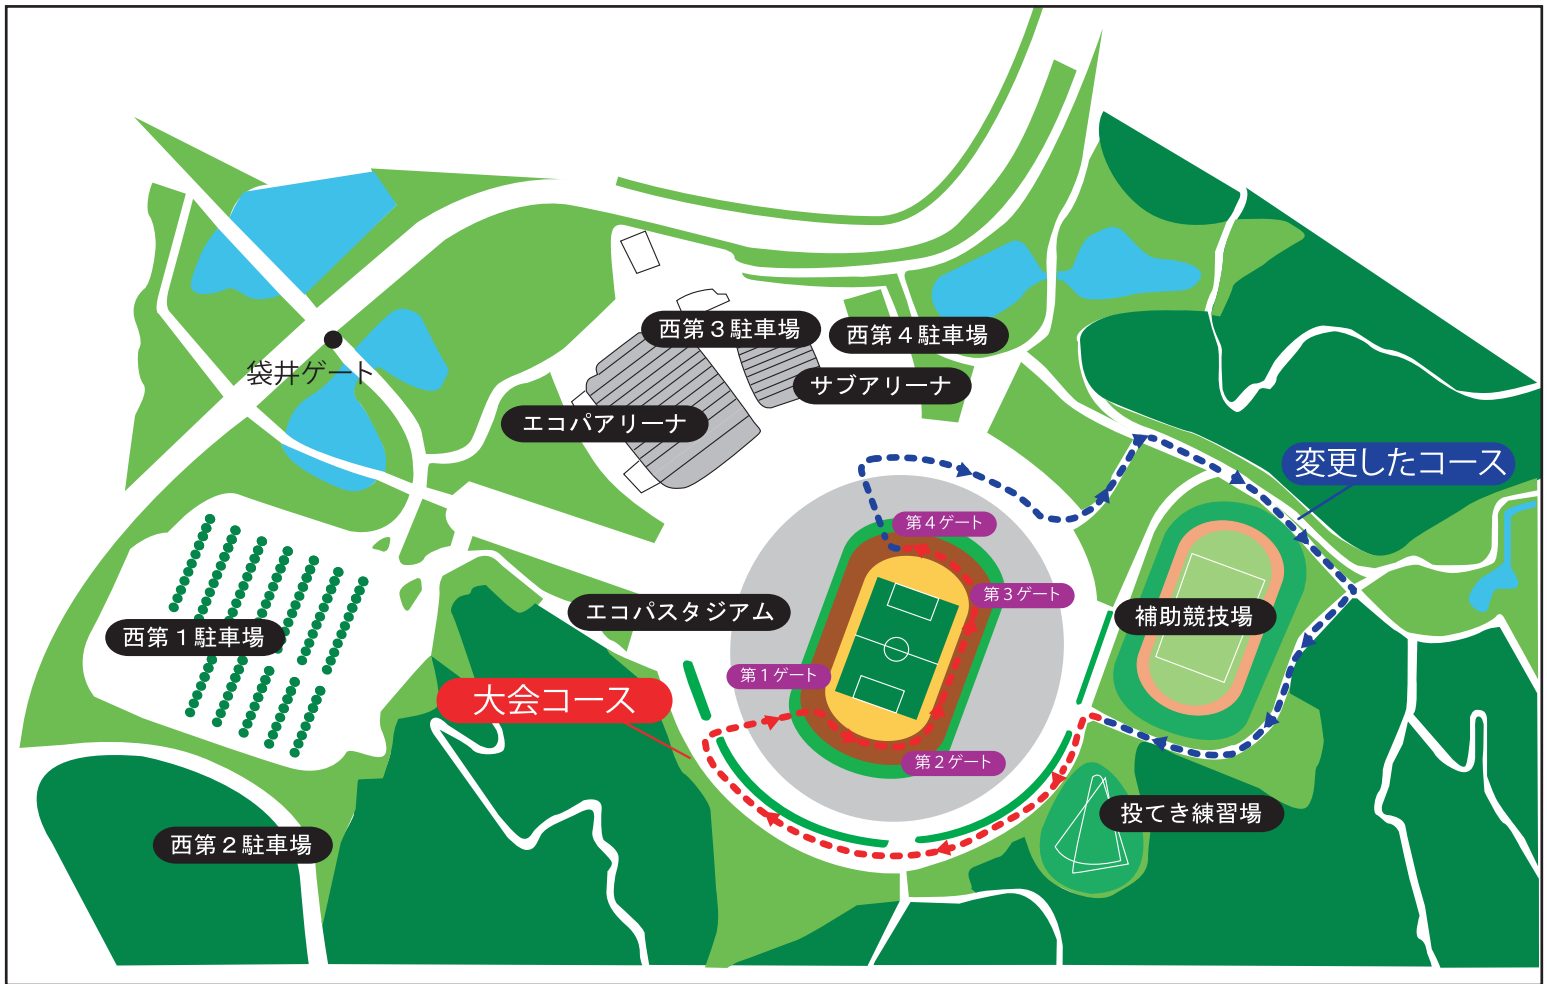 西第３駐車場
西第４駐車場
袋井ゲート
サブアリーナ
エコパアリーナ
変更したコース
第４ゲート
第３ゲート
エコパスタジアム
補助競技場
西第１駐車場
第１ゲート
大会コース
第２ゲート
投てき練習場
西第２駐車場